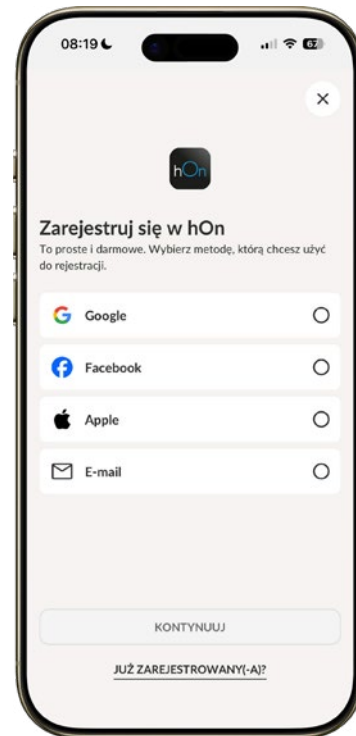 08:19
67
hOn
Zarejestruj się w hOn
To proste i darmowe. Wybierz metodę, którą chcesz użyć
do rejestracji.
Google
Facebook
Apple
E-mail
KONTYNUUJ
JUŻ ZAREJESTROWANY(-A)?